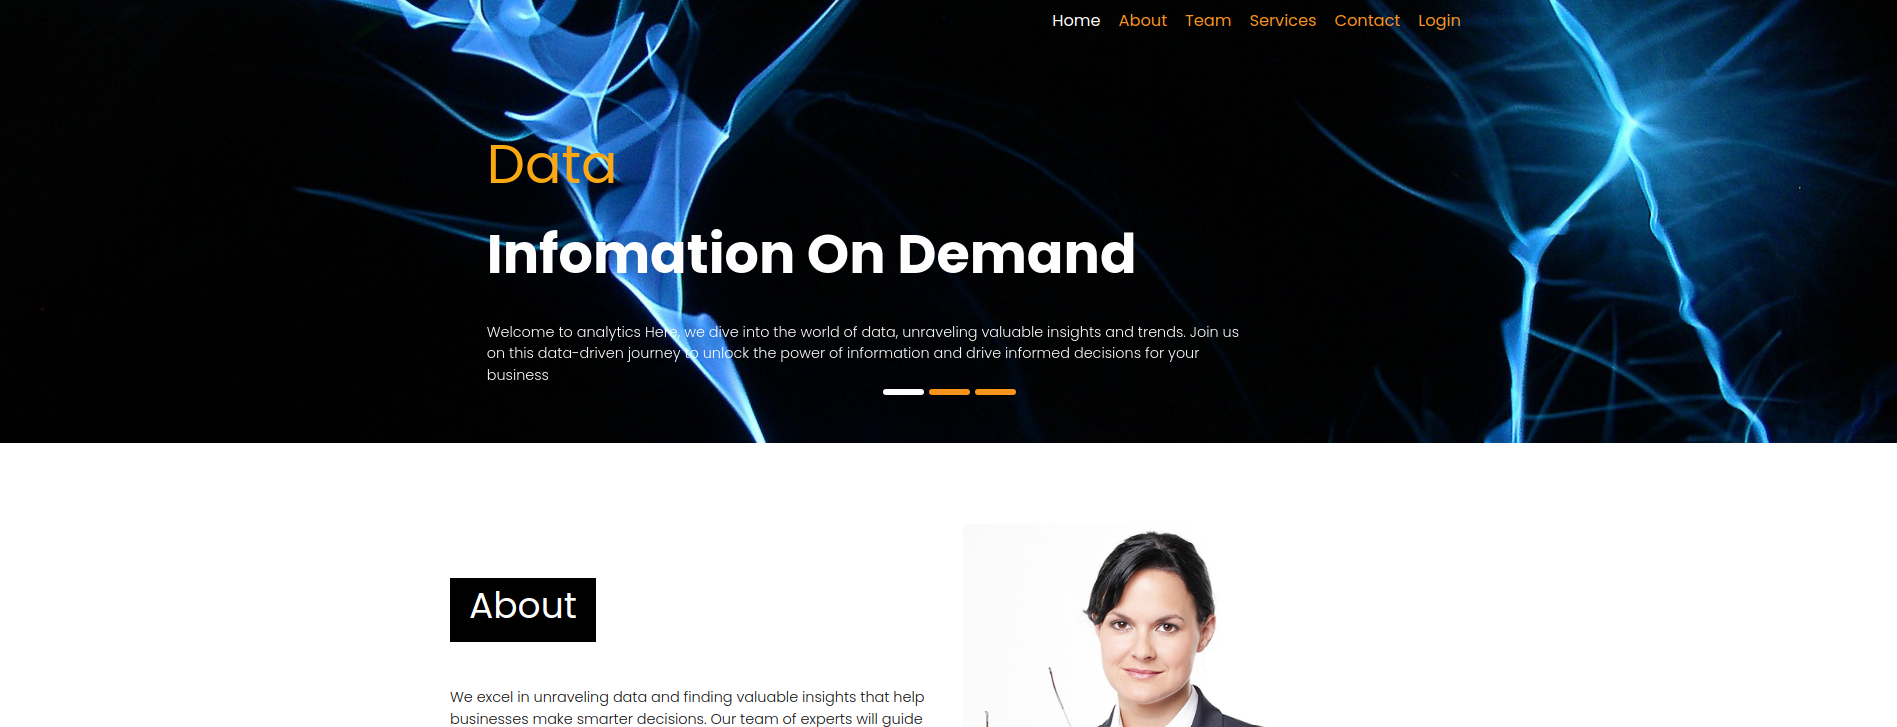 Home About Team Services Contact Login
Data
Infomation On Demand
Welcome to analytics Here, we dive into the world of data, unraveling valuable insights and trends. Join us
on this data-driven journey to unlock the power of information and drive informed decisions for your
business
About
We excel in unraveling data and finding valuable insights that help
businesses make smarter decisions. Our team of experts will guide